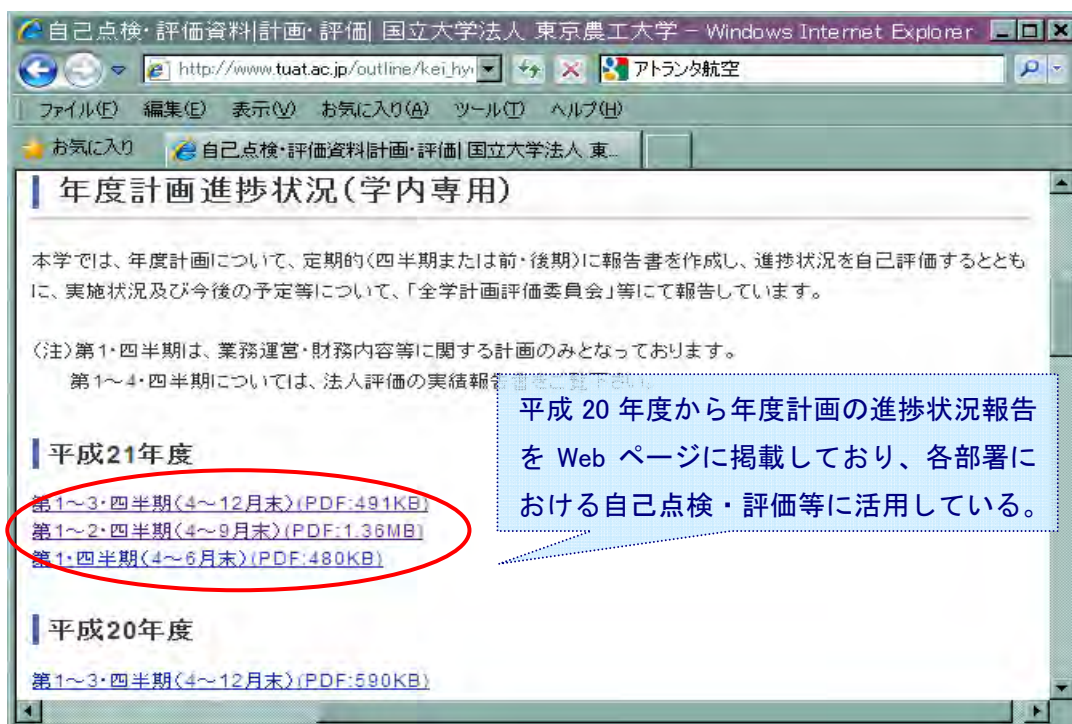 自己点検・評価資料|計画・評価| 国立大学法人 東京農工大学 - Windows Internet Explorer
http://www.tuat.ac.jp/outline/kei_hy
アトランタ航空
ファイル(F) 編集(E) 表示(V) お気に入り(A) ツール(T) ヘルプ(H)
お気に入り 自己点検・評価資料|計画・評価| 国立大学法人 東...
年度計画進捗状況(学内専用)
本学では、年度計画について、定期的(四半期または前・後期)に報告書を作成し、進捗状況を自己評価するととも
に、実施状況及び今後の予定等について、「全学計画評価委員会」等にて報告しています。
(注)第1・四半期は、業務運営・財務内容等に関する計画のみとなっております。
第1～4・四半期については、法人評価の実績報告書をご覧下さい。
平成 20 年度から年度計画の進捗状況報告
を Web ページに掲載しており、各部署に
おける自己点検・評価等に活用している。
平成21年度
第1～3・四半期(4～12月末)(PDF:491KB)
第1～2・四半期(4～9月末)(PDF:1.36MB)
第1・四半期(4～6月末)(PDF:480KB)
平成20年度
第1～3・四半期(4～12月末)(PDF:590KB)